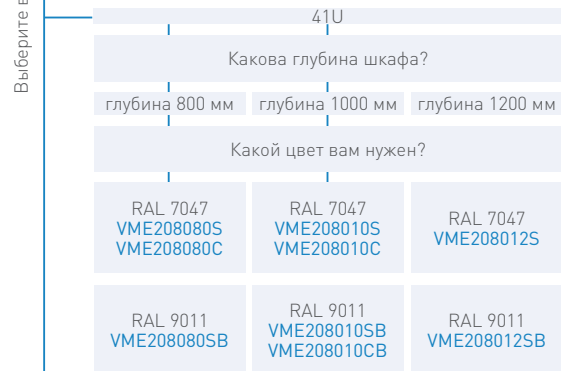 Выберите в
41U
Какова глубина шкафа?
глубина 800 мм глубина 1000 мм глубина 1200 мм
Какой цвет вам нужен?
RAL 7047
VME208080S
VME208080C
RAL 7047
VME208010S
VME208010C
RAL 7047
VME208012S
RAL 9011
VME208080SB
RAL 9011
VME208010SB
VME208010CB
RAL 9011
VME208012SB